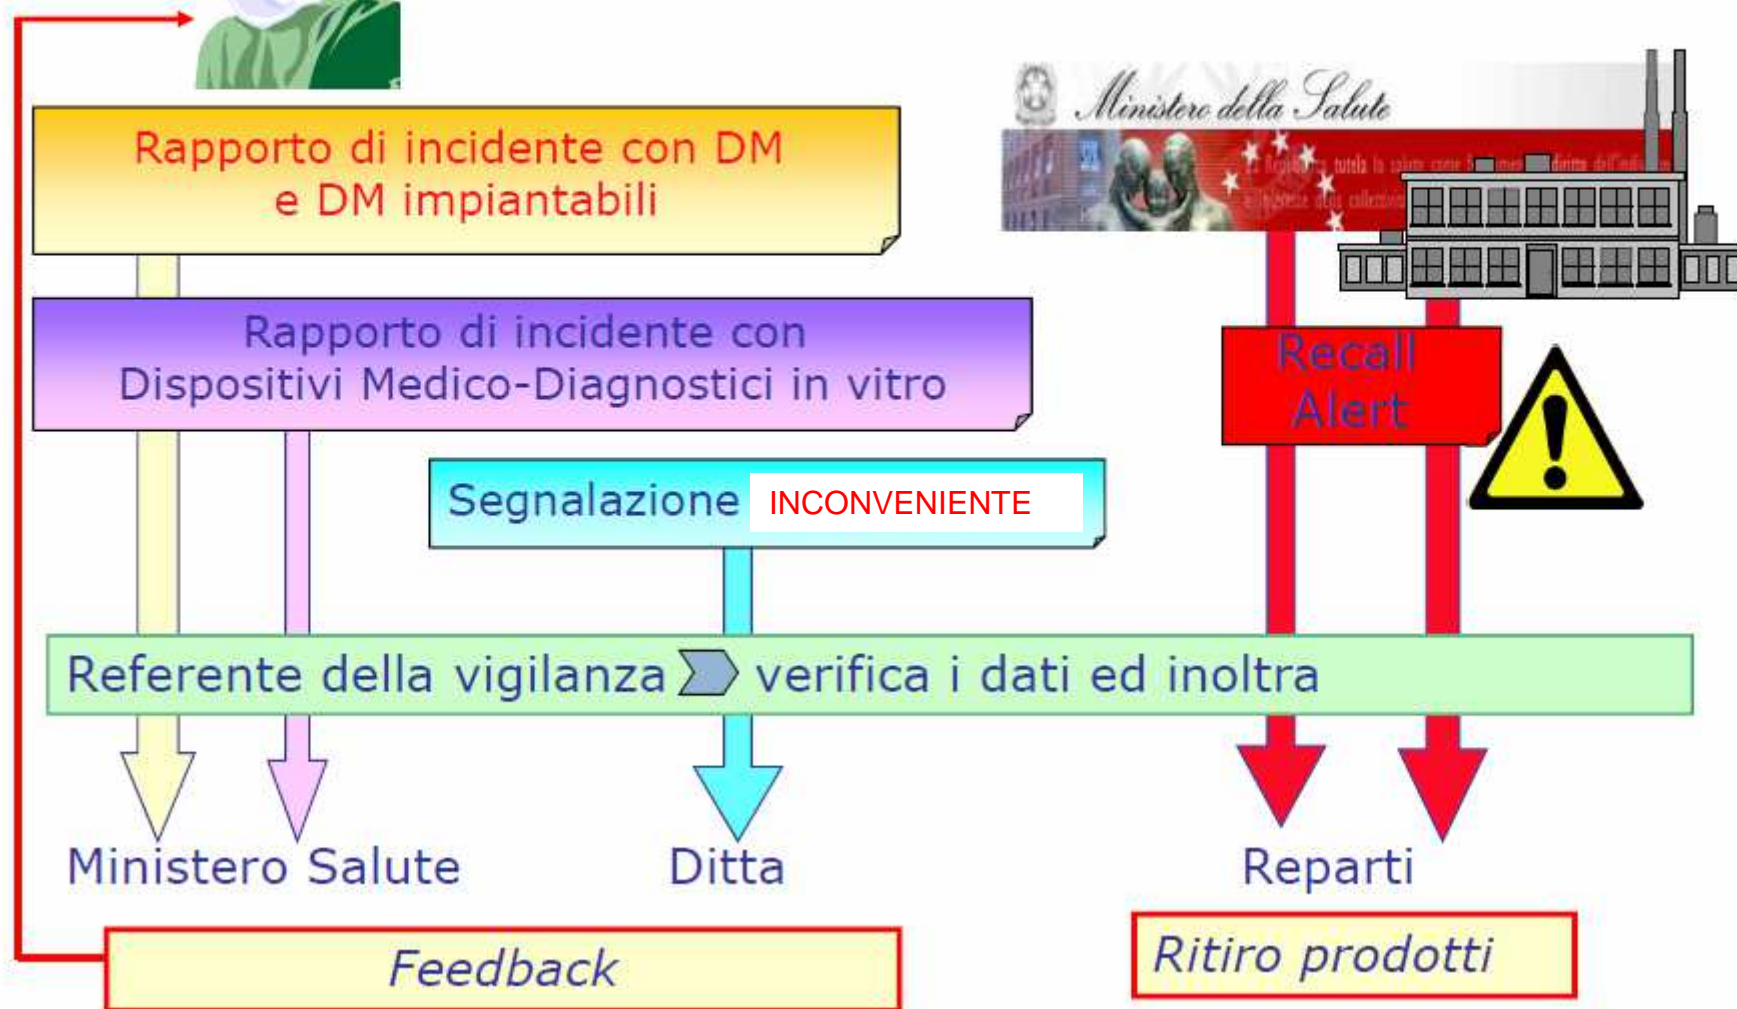 Ministero della Salute
Rapporto di incidente con DM
e DM impiantabili
Rapporto di incidente con
Dispositivi Medico-Diagnostici in vitro
Recall
Alert
Segnalazione INCONVENIENTE
Referente della vigilanza verifica i dati ed inoltra
Ministero Salute
Ditta
Reparti
Feedback
Ritiro prodotti